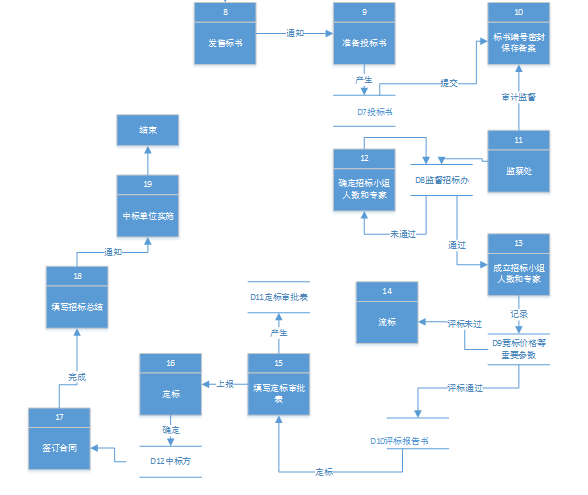 8
发售标书
通知
9
准备投标书
10
标书编号密封
保存备案
产生
提交
D7投标书
审计监督
结束
11
监察处
12
确定招标小组
人数和专家
D8监督招标办.
未通过
通过
19
中标单位实施
13
成立招标小组
人数和专家
通知
18
填写招标总结
D11定标审批表
14
流标
记录
评标未过
D9竞标价格等
重要参数
产生
16
定标
上报
15
填写定标审批
表
评标通过
完成
17
签订合同
确定
D12中标方
D10评标报告书
定标